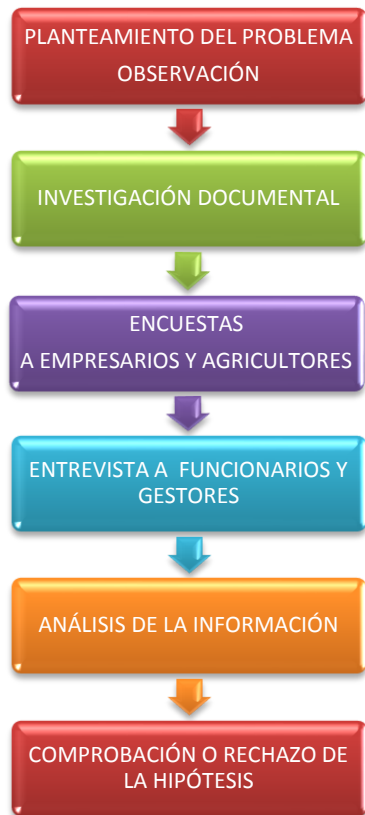 PLANTEAMIENTO DEL PROBLEMA
OBSERVACIÓN
INVESTIGACIÓN DOCUMENTAL
ENCUESTAS
A EMPRESARIOS Y AGRICULTORES
ENTREVISTA A FUNCIONARIOS Y
GESTORES
ANÁLISIS DE LA INFORMACIÓN
COMPROBACIÓN O RECHAZO DE
LA HIPÓTESIS